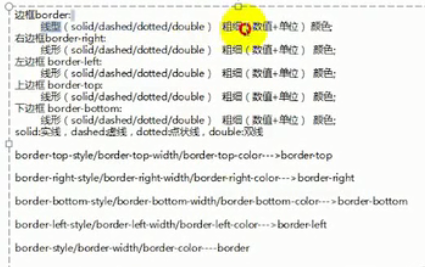 边框border:
线型（solid/dashed/dotted/double） 粗细（数值+单位） 颜色;
右边框border-right:
线形（solid/dashed/dotted/double） 粗细（数值+单位） 颜色;
左边框 border-left:
线形（solid/dashed/dotted/double） 粗细（数值+单位） 颜色;
上边框 border-top:
线形（solid/dashed/dotted/double） 粗细（数值+单位） 颜色;
下边框 border-bottom:
线形（solid/dashed/dotted/double） 粗细（数值+单位） 颜色;
solid:实线，dashed:虚线，dotted:点状线，double:双线
border-top-style/border-top-width/border-top-color--->border-top
border-right-style/border-right-width/border-right-color--->border-right
border-bottom-style/border-bottom-width/border-bottom-color--->border-bottom
border-left-style/border-left-width/border-left-color--->border-left
border-style/border-width/border-color----border